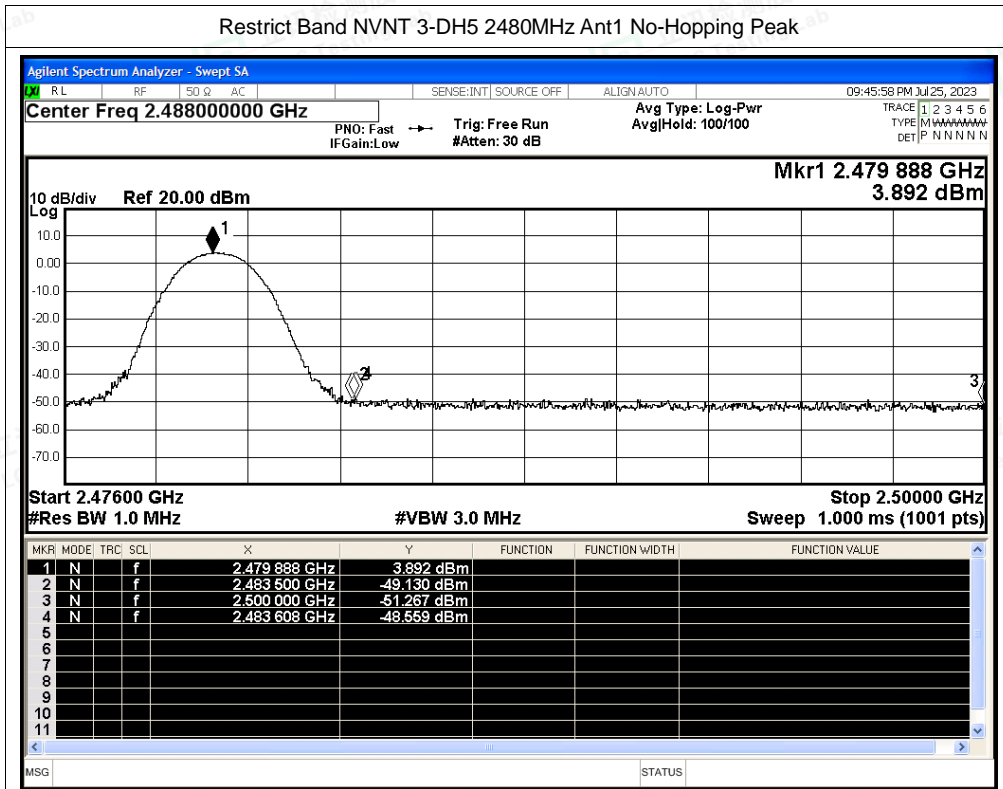 Restrict Band NVNT 3-DH5 2480MHz Ant1 No-Hopping Peak
Agilent Spectrum Analyzer - Swept SA
LXI RL RF 50 Ω AC SENSE:INT SOURCE OFF ALIGN AUTO 09:45:58 PM Jul 25, 2023
Center Freq 2.488000000 GHz
PNO: Fast
IFGain:Low
Trig: Free Run
#Atten: 30 dB
Avg Type: Log-Pwr
Avg|Hold: 100/100
TRACE 1 2 3 4 5 6
TYPE M
DET P N N N N N
Mkr1 2.479 888 GHz
3.892 dBm
10 dB/div Ref 20.00 dBm
Log
10.0
0.00
-10.0
-20.0
-30.0
-40.0
-50.0
-60.0
-70.0
1
3
Start 2.47600 GHz Stop 2.50000 GHz
#Res BW 1.0 MHz #VBW 3.0 MHz Sweep 1.000 ms (1001 pts)
MKR MODE TRC SCL X Y FUNCTION FUNCTION WIDTH FUNCTION VALUE
1 N f 2.479 888 GHz 3.892 dBm
2 N f 2.483 500 GHz -49.130 dBm
3 N f 2.500 000 GHz -51.267 dBm
4 N f 2.483 608 GHz -48.559 dBm
5
6
7
8
9
10
11
MSG STATUS